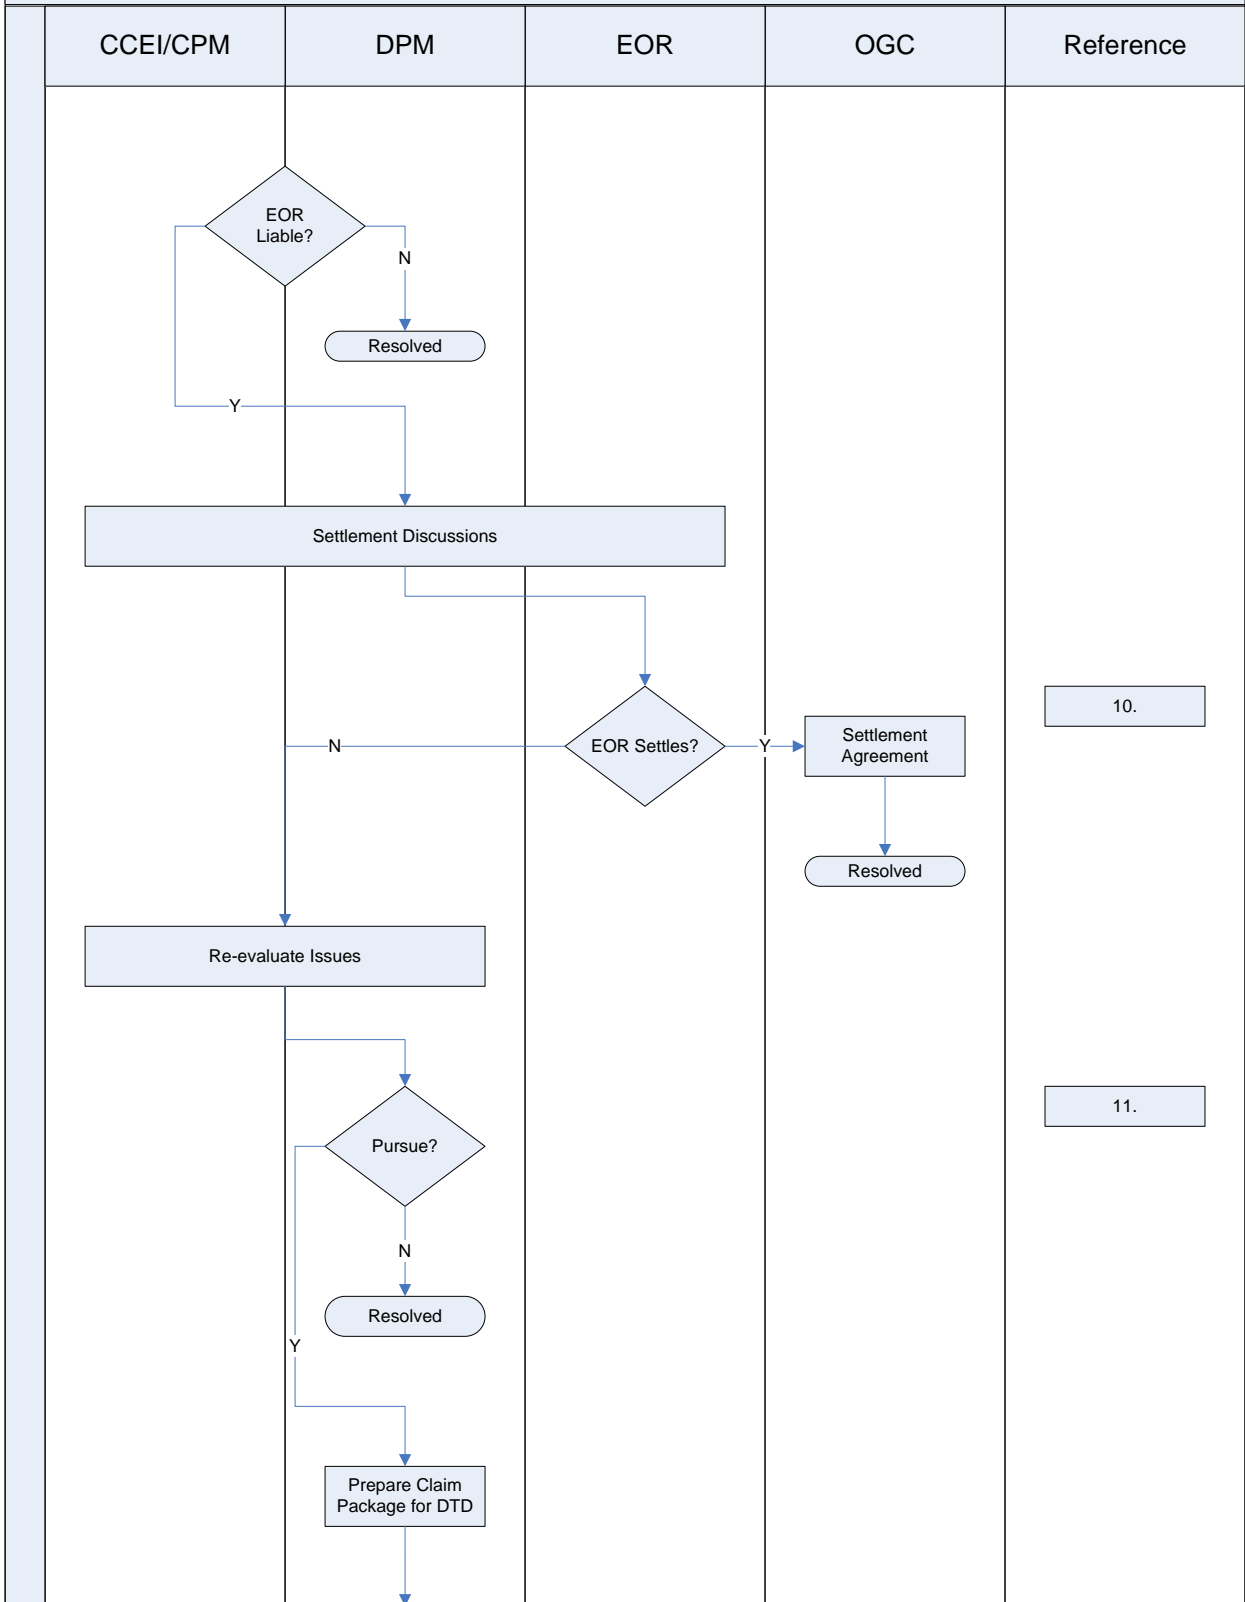 CCEI/CPM
DPM
EOR
OGC
Reference
EOR
Liable?
N
Resolved
Y
Settlement Discussions
10.
N
EOR Settles?
Y
Settlement
Agreement
Resolved
Re-evaluate Issues
11.
Pursue?
N
Resolved
Y
Prepare Claim
Package for DTD